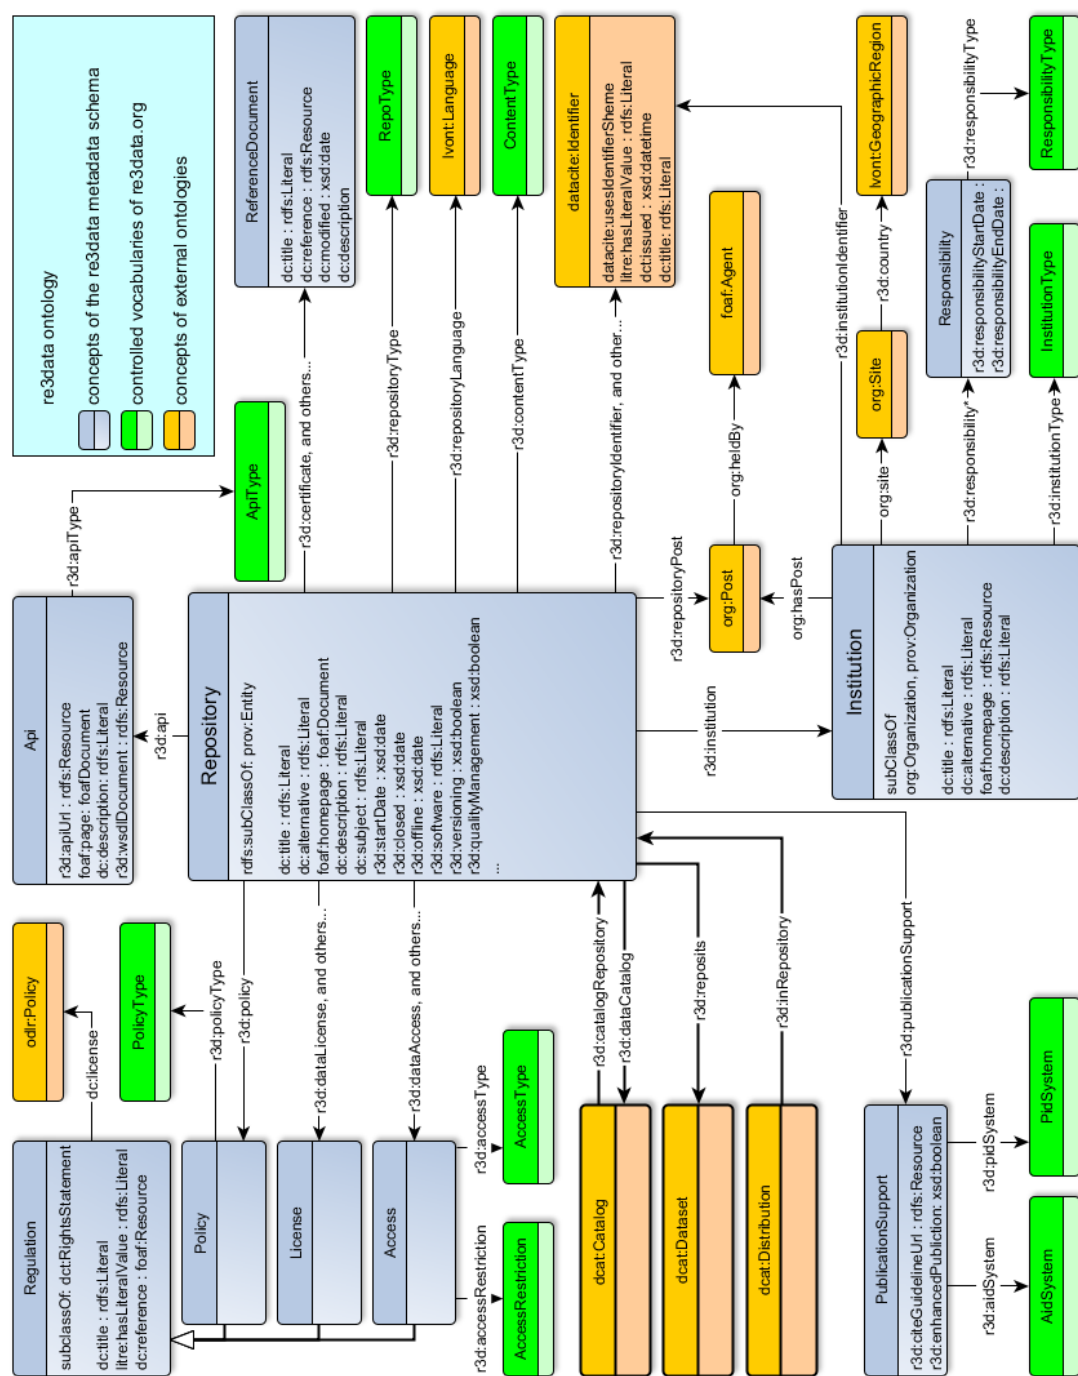 Regulation
subclassOf: dct:RightsStatement
dc:title : rdfs:Literal
litre:hasLiteralValue : rdfs:Literal
dc:reference : foaf:Resource
dc:license
odlr:Policy
Api
r3d:apiUrl : rdfs:Resource
foaf:page: foafDocument
dc:description: rdfs:Literal
r3d:wsdlDocument : rdfs:Resource
r3d:apiType
re3data ontology
concepts of the re3data metadata schema
controlled vocabularies of re3data.org
concepts of external ontologies
PolicyType
r3d:policyType
r3d:api
ApiType
Policy
r3d:policy
Repository
rdfs:subClassOf: prov:Entity
dc:title : rdfs:Literal
dc:alternative : rdfs:Literal
foaf:homepage : foaf:Document
dc:description : rdfs:Literal
dc:subject : rdfs:Literal
r3d:startDate : xsd:date
r3d:closed : xsd:date
r3d:offline : xsd:date
r3d:software : rdfs:Literal
r3d:versioning : xsd:boolean
r3d:qualityManagement : xsd:boolean
...
r3d:certificate, and others...
ReferenceDocument
dc:title : rdfs:Literal
dc:reference : rdfs:Resource
dc:modified : xsd:date
dc:description
License
r3d:dataLicense, and others...
r3d:repositoryType
RepoType
Access
r3d:dataAccess, and others...
r3d:repositoryLanguage
lvont:Language
r3d:accessRestriction
r3d:accessType
AccessRestriction
AccessType
r3d:contentType
ContentType
dcat:Catalog
r3d:catalogRepository
r3d:dataCatalog
r3d:repositoryIdentifier, and other...
datacite:Identifier
datacite:usesIdentifierScheme
litre:hasLiteralValue : rdfs:Literal
dct:issued : xsd:datetime
dc:title: rdfs:Literal
dcat:Dataset
r3d:reposits
r3d:institution
r3d:repositoryPost
org:Post
org:heldBy
foaf:Agent
dcat:Distribution
r3d:inRepository
org:hasPost
r3d:institutionIdentifier
PublicationSupport
r3d:citeGuidelineUrl : rdfs:Resource
r3d:enhancedPubliction: xsd:boolean
r3d:publicationSupport
Institution
subClassOf
org:Organization, prov:Organization
dc:title : rdfs:Literal
dc:alternative : rdfs:Literal
foaf:homepage : rdfs:Resource
dc:description : rdfs:Literal
org:site
org:Site
r3d:country
lvont:GeographicRegion
r3d:responsibility*
Responsibility
r3d:responsibilityStartDate :
r3d:responsibilityEndDate :
r3d:responsibilityType
ResponsibilityType
r3d:aidSystem
r3d:pidSystem
AidSystem
PidSystem
r3d:institutionType
InstitutionType